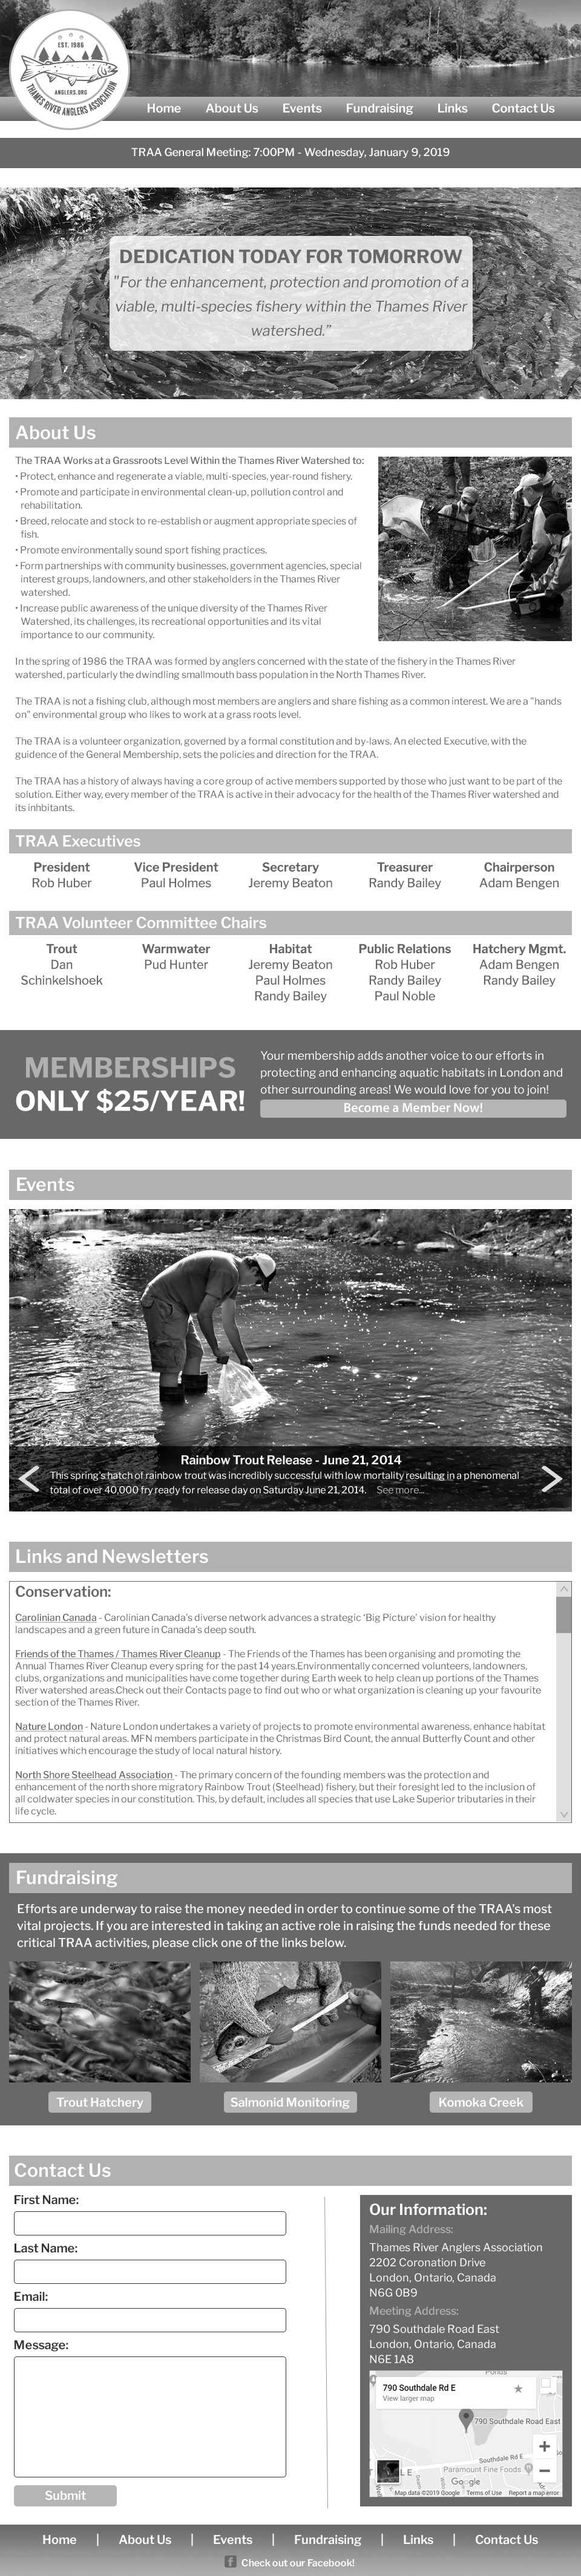 EST. 1986
ANGLERS.ORG
THAMES RIVER ANGLERS ASSOCIATION
Home About Us Events Fundraising Links Contact Us
TRAA General Meeting: 7:00PM - Wednesday, January 9, 2019
DEDICATION TODAY FOR TOMORROW
"For the enhancement, protection and promotion of a
viable, multi-species fishery within the Thames River
watershed."
About Us
The TRAA Works at a Grassroots Level Within the Thames River Watershed to:
• Protect, enhance and regenerate a viable, multi-species, year-round fishery.
• Promote and participate in environmental clean-up, pollution control and
rehabilitation.
• Breed, relocate and stock to re-establish or augment appropriate species of
fish.
• Promote environmentally sound sport fishing practices.
• Form partnerships with community businesses, government agencies, special
interest groups, landowners, and other stakeholders in the Thames River
watershed.
• Increase public awareness of the unique diversity of the Thames River
Watershed, its challenges, its recreational opportunities and its vital
importance to our community.
In the spring of 1986 the TRAA was formed by anglers concerned with the state of the fishery in the Thames River
watershed, particularly the dwindling smallmouth bass population in the North Thames River.
The TRAA is not a fishing club, although most members are anglers and share fishing as a common interest. We are a "hands
on" environmental group who likes to work at a grass roots level.
The TRAA is a volunteer organization, governed by a formal constitution and by-laws. An elected Executive, with the
guidence of the General Membership, sets the policies and direction for the TRAA.
The TRAA has a history of always having a core group of active members supported by those who just want to be part of the
solution. Either way, every member of the TRAA is active in their advocacy for the health of the Thames River watershed and
its inhbitants.
TRAA Executives
President Vice President Secretary Treasurer Chairperson
Rob Huber Paul Holmes Jeremy Beaton Randy Bailey Adam Bengen
TRAA Volunteer Committee Chairs
Trout Warmwater Habitat Public Relations Hatchery Mgmt.
Dan Pud Hunter Jeremy Beaton Rob Huber Adam Bengen
Schinkelshoek Paul Holmes Randy Bailey Randy Bailey
Randy Bailey Paul Noble
MEMBERSHIPS
ONLY $25/YEAR!
Your membership adds another voice to our efforts in
protecting and enhancing aquatic habitats in London and
other surrounding areas! We would love for you to join!
Become a Member Now!
Events
Rainbow Trout Release - June 21, 2014
This spring's hatch of rainbow trout was incredibly successful with low mortality resulting in a phenomenal
total of over 40,000 fry ready for release day on Saturday June 21, 2014. See more...
Links and Newsletters
Conservation:
Carolinian Canada - Carolinian Canada's diverse network advances a strategic 'Big Picture' vision for healthy
landscapes and a green future in Canada's deep south.
Friends of the Thames / Thames River Cleanup - The Friends of the Thames has been organising and promoting the
Annual Thames River Cleanup every spring for the past 14 years.Environmentally concerned volunteers, landowners,
clubs, organizations and municipalities have come together during Earth week to help clean up portions of the Thames
River watershed areas.Check out their Contacts page to find out who or what organization is cleaning up your favourite
section of the Thames River.
Nature London - Nature London undertakes a variety of projects to promote environmental awareness, enhance habitat
and protect natural areas. MFN members participate in the Christmas Bird Count, the annual Butterfly Count and other
initiatives which encourage the study of local natural history.
North Shore Steelhead Association - The primary concern of the founding members was the protection and
enhancement of the north shore migratory Rainbow Trout (Steelhead) fishery, but their foresight led to the inclusion of
all coldwater species in our constitution. This, by default, includes all species that use Lake Superior tributaries in their
life cycle.
Fundraising
Efforts are underway to raise the money needed in order to continue some of the TRAA's most
vital projects. If you are interested in taking an active role in raising the funds needed for these
critical TRAA activities, please click one of the links below.
Trout Hatchery Salmonid Monitoring Komoka Creek
Contact Us
First Name:
Last Name:
Email:
Message:
Submit
Our Information:
Mailing Address:
Thames River Anglers Association
2202 Coronation Drive
London, Ontario, Canada
N6G 0B9
Meeting Address:
790 Southdale Road East
London, Ontario, Canada
N6E 1A8
Ponds
790 Southdale Rd E
View larger map
790 Southdale Road East
Southdale Rd E
Paramount Fine Foods
Google
Map data ©2019 Google Terms of Use Report a map error
Home | About Us | Events | Fundraising | Links | Contact Us
Check out our Facebook!